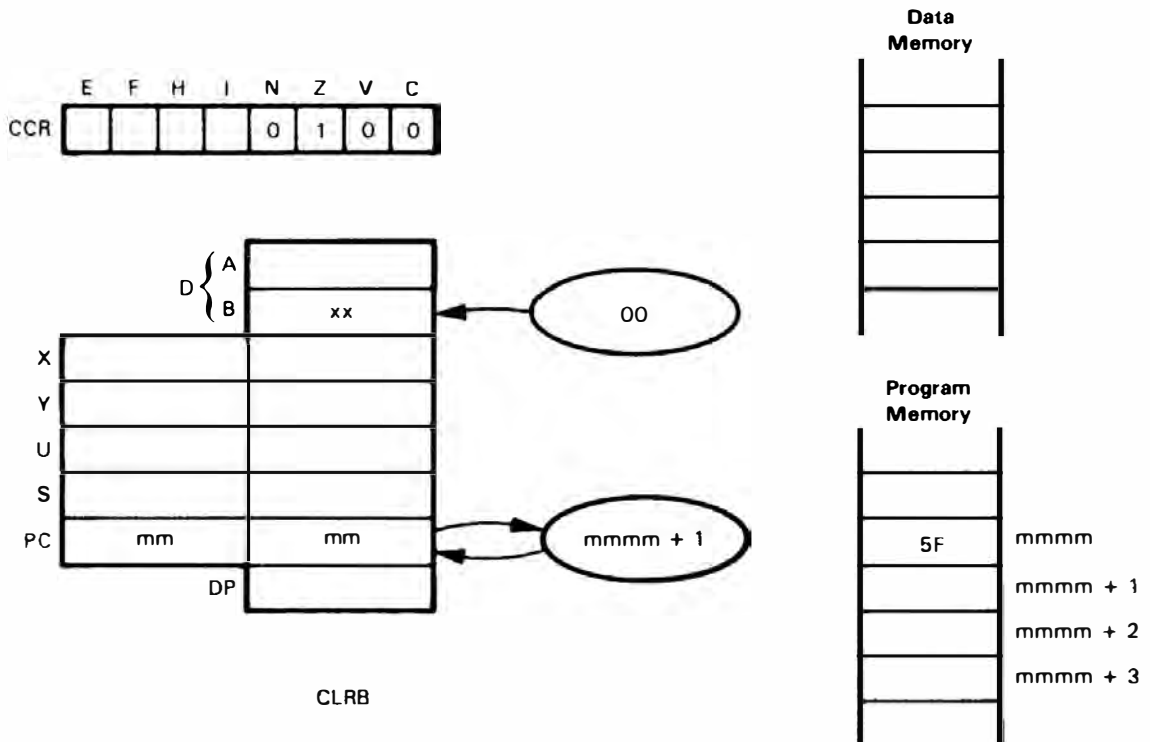 Data
Memory
E F H I N Z V C
CCR 0 1 0 0
D { A
B xx 00
X
Y
U
S
PC mm mm mmmm + 1
DP
CLRB
Program
Memory
5F mmmm
mmmm + 1
mmmm + 2
mmmm + 3